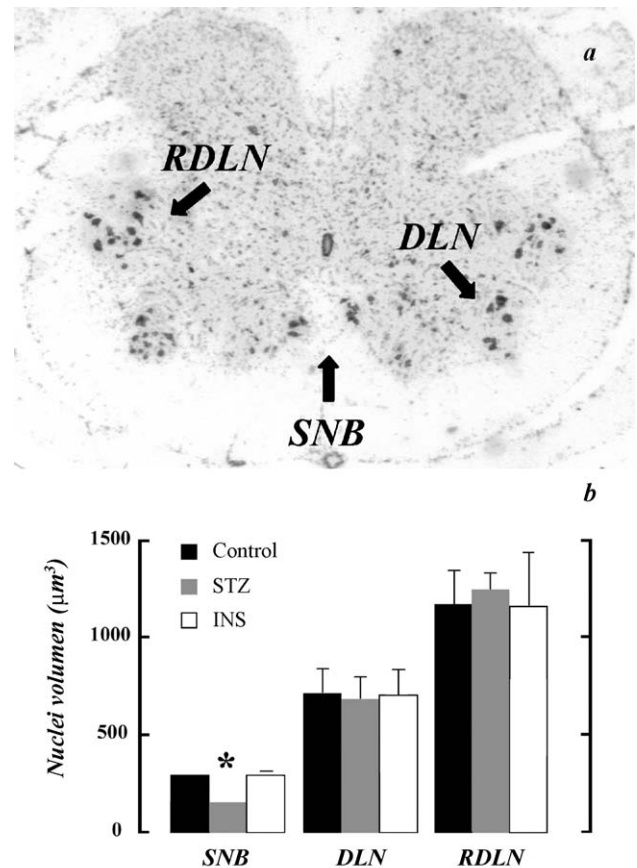 a
RDLN
DLN
SNB
b
Nuclei volumen (μm³)
1500
1000
500
0
Control
STZ
INS
*
SNB DLN RDLN